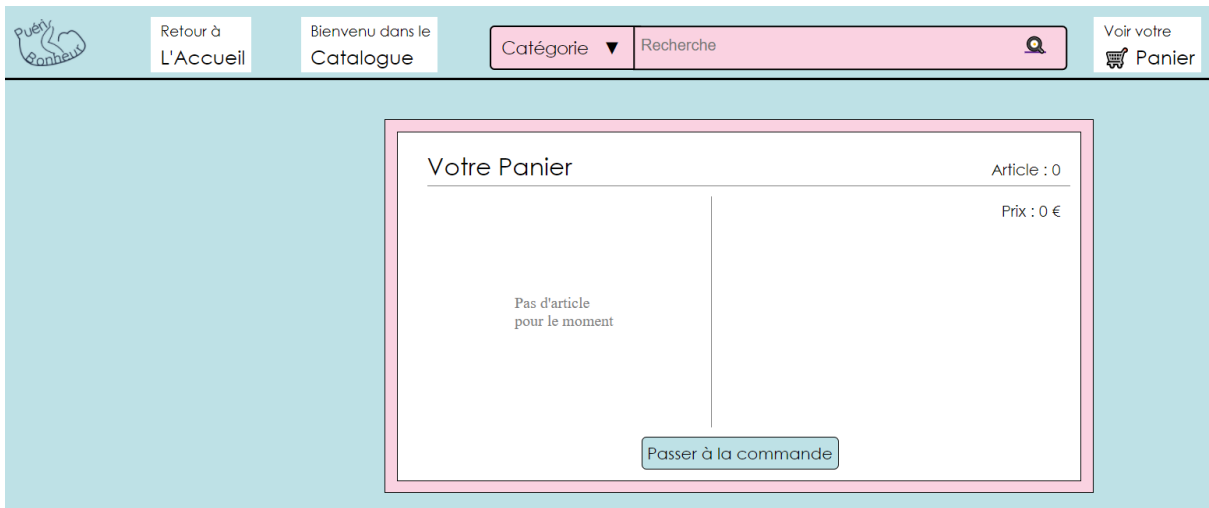 Puéris
Bonheur
Retour à
L'Accueil
Bienvenu dans le
Catalogue
Catégorie ▼
Recherche
Voir votre
Panier
Votre Panier
Article : 0
Prix : 0 €
Pas d'article
pour le moment
Passer à la commande